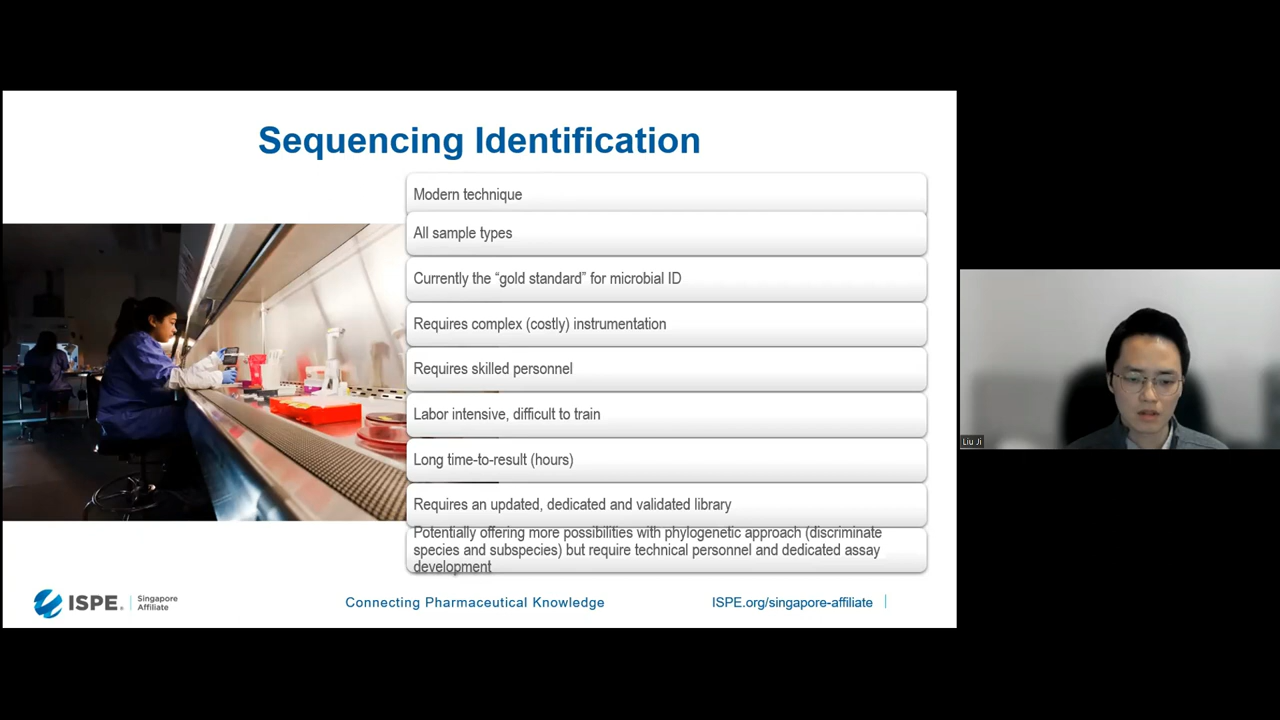 Sequencing Identification
Modern technique
All sample types
Currently the “gold standard” for microbial ID
Requires complex (costly) instrumentation
Requires skilled personnel
Labor intensive, difficult to train
Long time-to-result (hours)
Requires an updated, dedicated and validated library
Potentially offering more possibilities with phylogenetic approach (discriminate
species and subspecies) but require technical personnel and dedicated assay
development
Liu Ji
ISPE.
Singapore
Affiliate
Connecting Pharmaceutical Knowledge
ISPE.org/singapore-affiliate